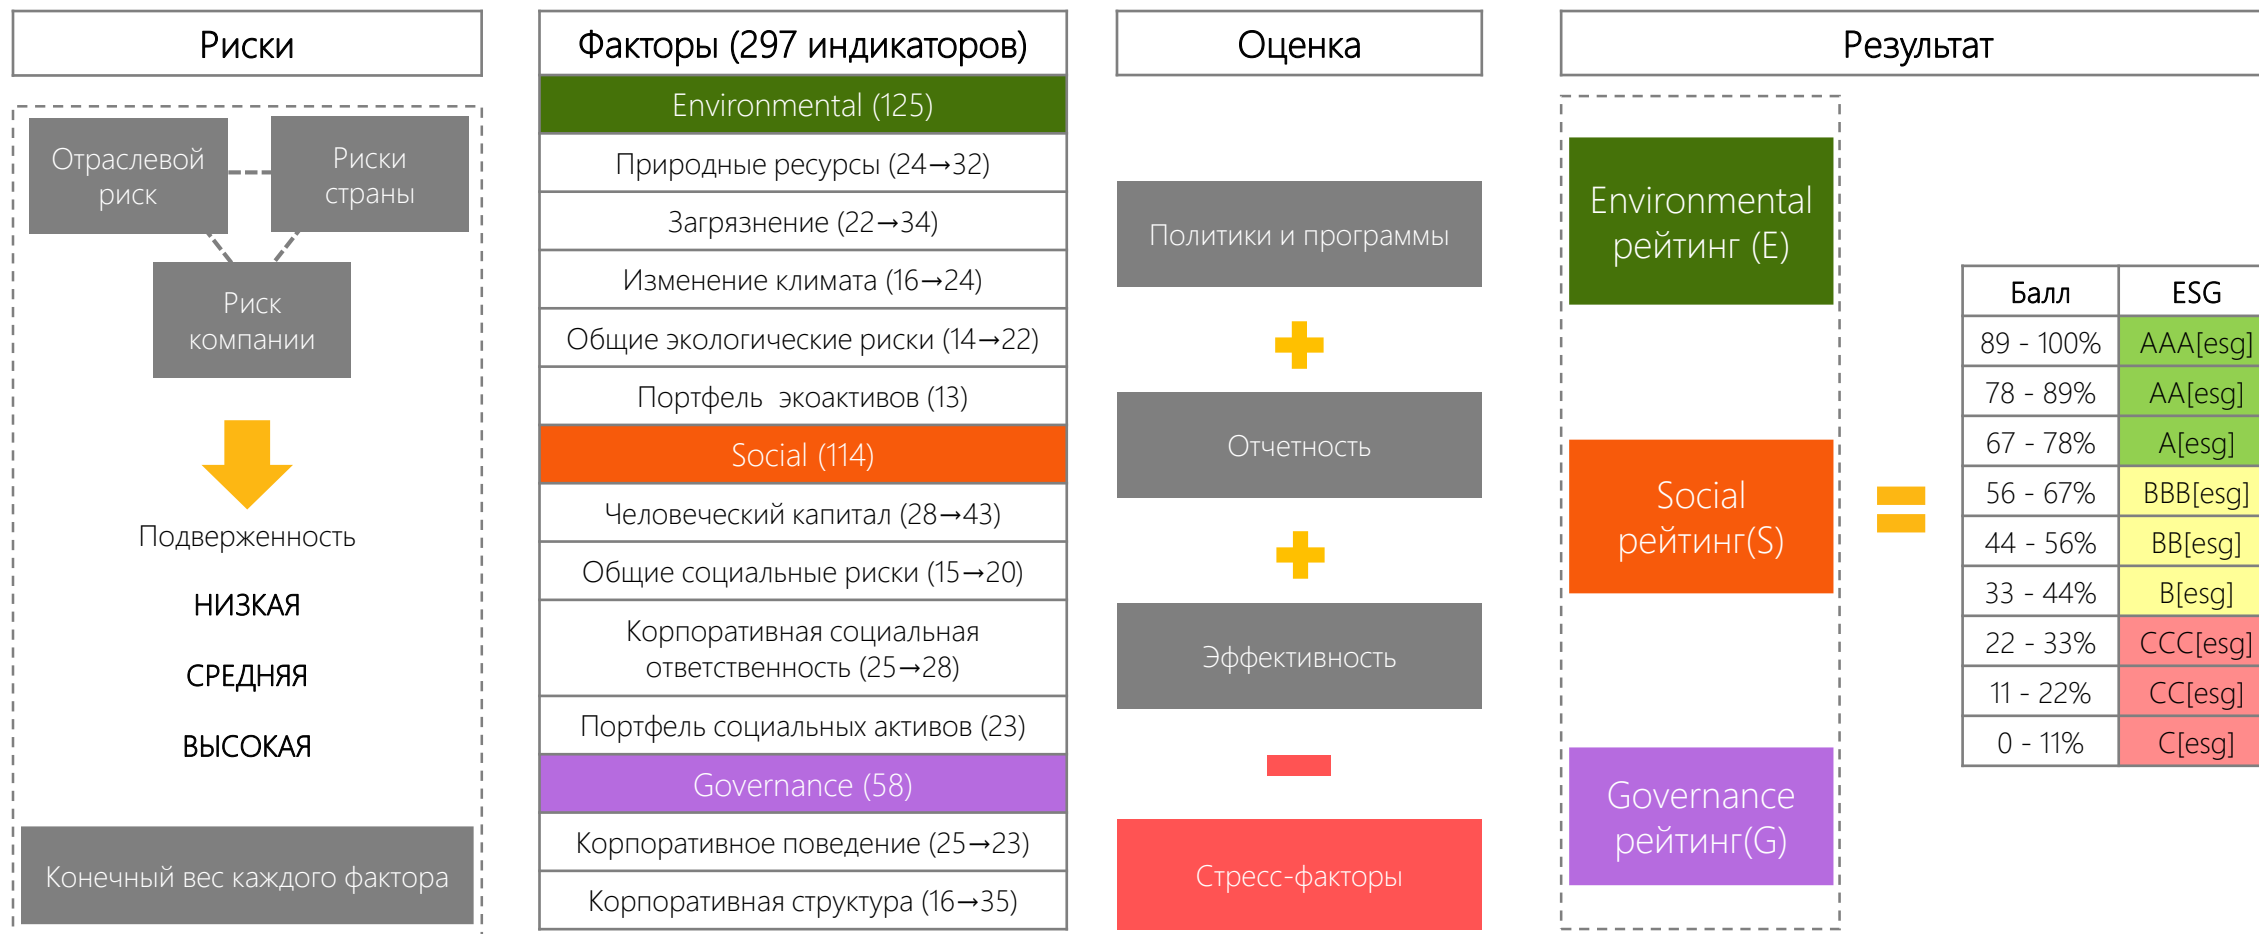 Риски
Отраслевой
риск
Риски
страны
Риск
компании
Подверженность
НИЗКАЯ
СРЕДНЯЯ
ВЫСОКАЯ
Конечный вес каждого фактора
Факторы (297 индикаторов)
Environmental (125)
Природные ресурсы (24→32)
Загрязнение (22→34)
Изменение климата (16→24)
Общие экологические риски (14→22)
Портфель экоактивов (13)
Social (114)
Человеческий капитал (28→43)
Общие социальные риски (15→20)
Корпоративная социальная
ответственность (25→28)
Портфель социальных активов (23)
Governance (58)
Корпоративное поведение (25→23)
Корпоративная структура (16→35)
Оценка
Политики и программы
Отчетность
Эффективность
Стресс-факторы
Результат
Environmental
рейтинг (E)
Social
рейтинг(S)
Governance
рейтинг(G)
Балл ESG
89 - 100% AAA[esg]
78 - 89% AA[esg]
67 - 78% A[esg]
56 - 67% BBB[esg]
44 - 56% BB[esg]
33 - 44% B[esg]
22 - 33% CCC[esg]
11 - 22% CC[esg]
0 - 11% C[esg]